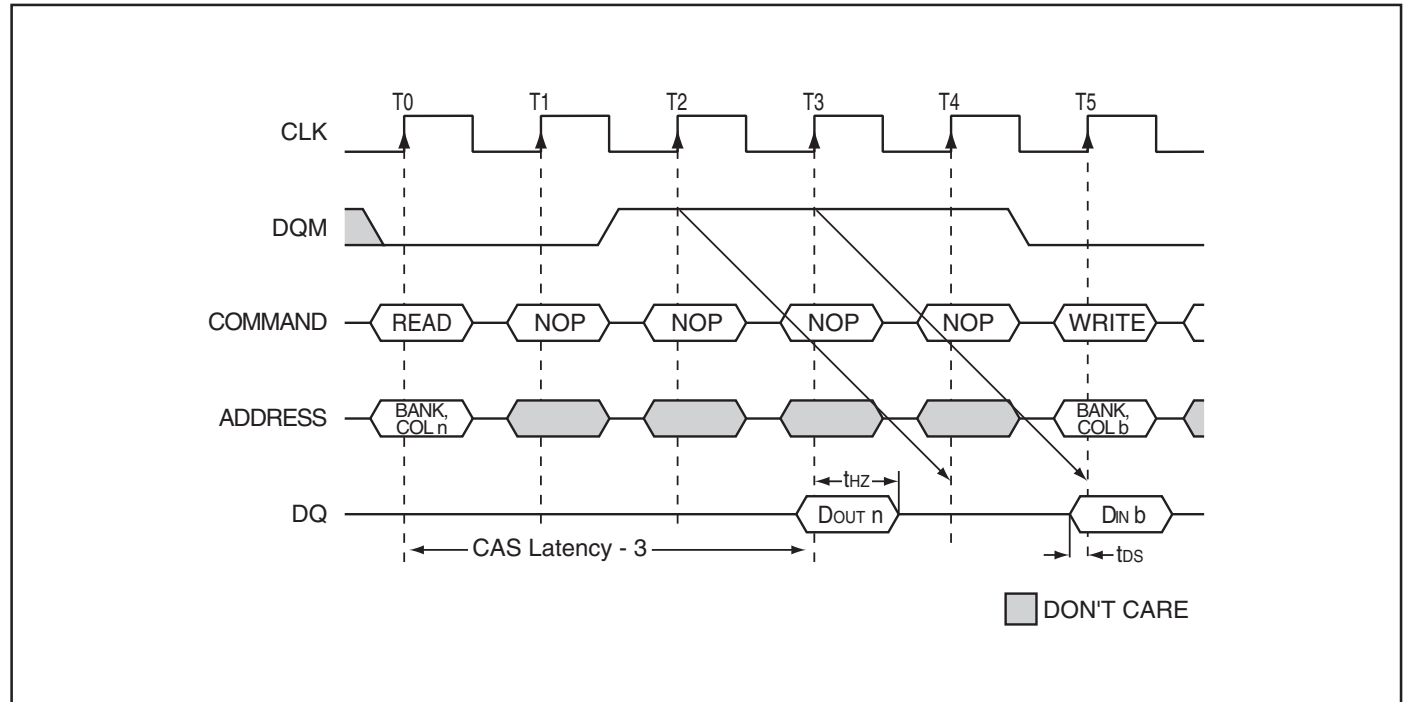 T0 T1 T2 T3 T4 T5
CLK
DQM
COMMAND READ NOP NOP NOP NOP WRITE
ADDRESS BANK, COL n BANK, COL b
tHZ
DQ DOUT n DIN b
CAS Latency - 3 tDS
DON'T CARE